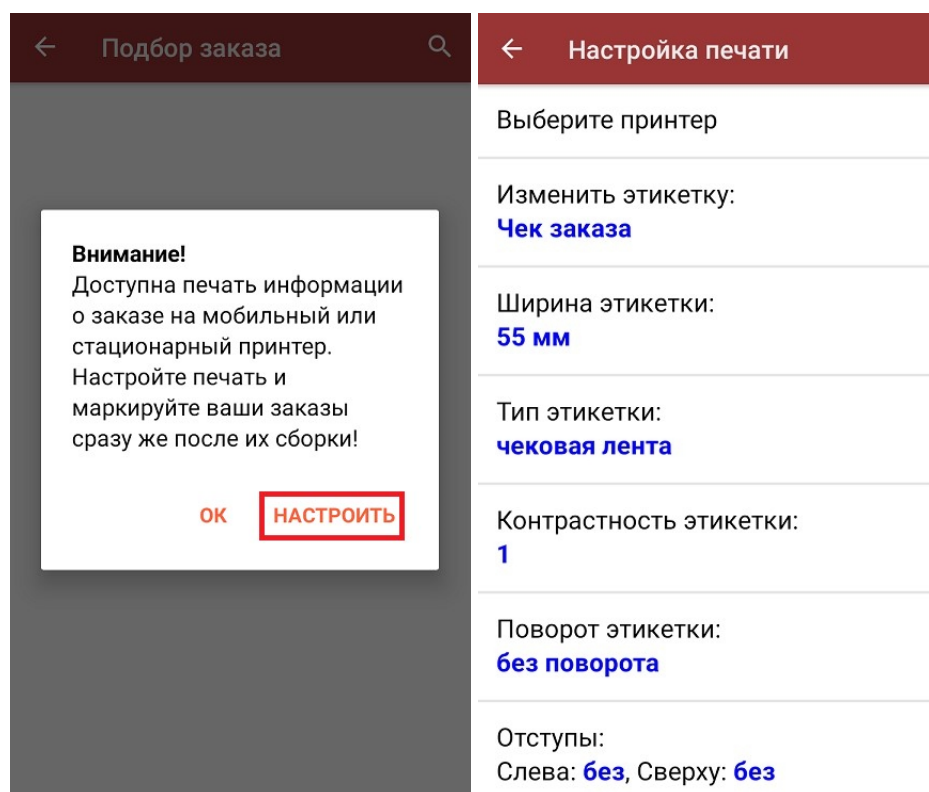 Подбор заказа
Внимание!
Доступна печать информации
о заказе на мобильный или
стационарный принтер.
Настройте печать и
маркируйте ваши заказы
сразу же после их сборки!
ОК НАСТРОИТЬ
Настройка печати
Выберите принтер
Изменить этикетку:
Чек заказа
Ширина этикетки:
55 мм
Тип этикетки:
чековая лента
Контрастность этикетки:
1
Поворот этикетки:
без поворота
Отступы:
Слева: без, Сверху: без